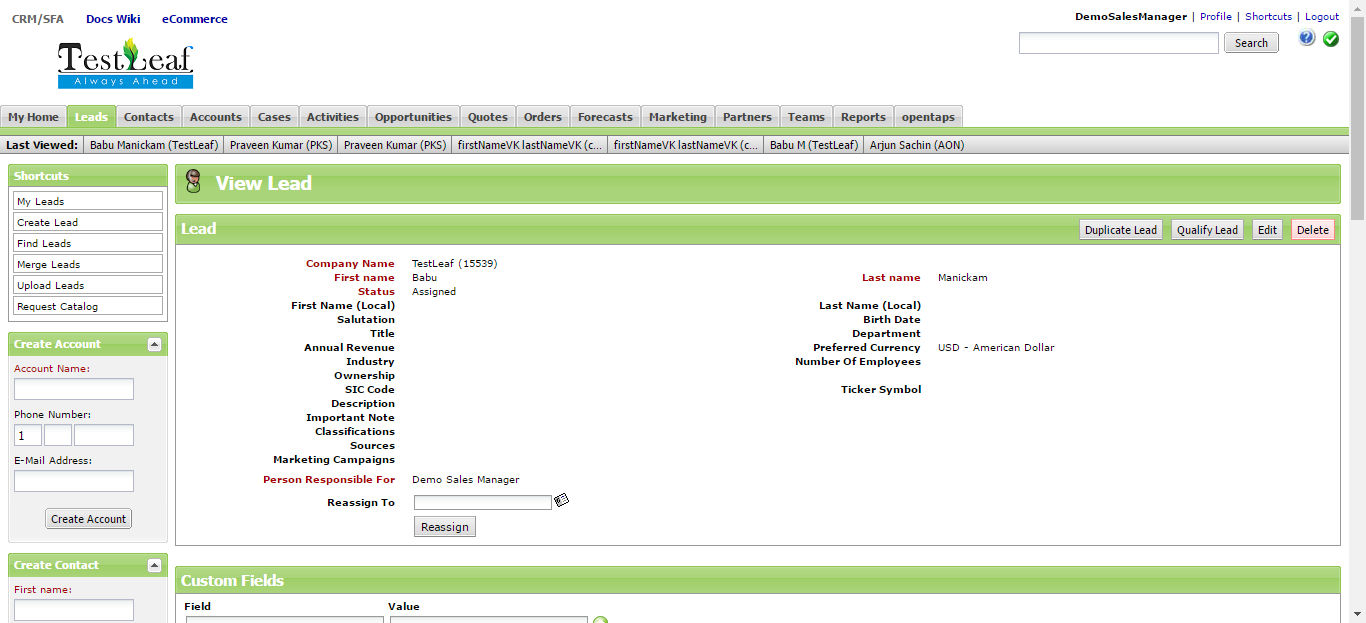 CRM/SFA Docs Wiki eCommerce
DemoSalesManager | Profile | Shortcuts | Logout
TestLeaf
Always Ahead
Search
My Home Leads Contacts Accounts Cases Activities Opportunities Quotes Orders Forecasts Marketing Partners Teams Reports opentaps
Last Viewed: Babu Manickam (TestLeaf) Praveen Kumar (PKS) Praveen Kumar (PKS) firstNameVK lastNameVK (c... firstNameVK lastNameVK (c... Babu M (TestLeaf) Arjun Sachin (AON)
Shortcuts
My Leads
Create Lead
Find Leads
Merge Leads
Upload Leads
Request Catalog
Create Account
Account Name:
Phone Number:
1
E-Mail Address:
Create Account
Create Contact
First name:
View Lead
Lead
Duplicate Lead Qualify Lead Edit Delete
Company Name TestLeaf (15539)
First name Babu Last name Manickam
Status Assigned
First Name (Local) Last Name (Local)
Salutation Birth Date
Title Department
Annual Revenue Preferred Currency USD - American Dollar
Industry Number Of Employees
Ownership
SIC Code Ticker Symbol
Description
Important Note
Classifications
Sources
Marketing Campaigns
Person Responsible For Demo Sales Manager
Reassign To
Reassign
Custom Fields
Field Value